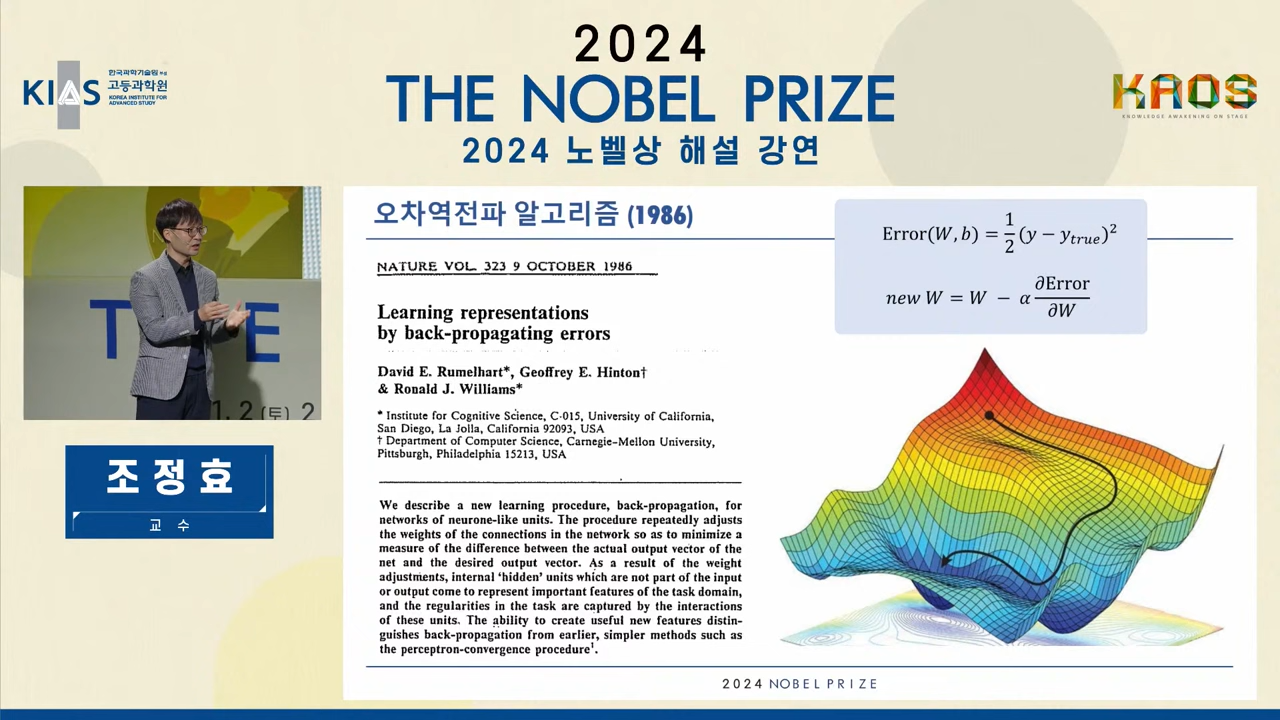 2024
THE NOBEL PRIZE
2024 노벨상 해설 강연
KIAS
한국과학기술원 부설
고등과학원
KOREA INSTITUTE FOR
ADVANCED STUDY
KAOS
KNOWLEDGE AWAKENING ON STAGE
T E
1. 2 (토) 2
조정효
교 수
오차역전파 알고리즘 (1986)
Error(W, b) = 1/2 (y − y_true)²
new W = W − α ∂Error/∂W
NATURE VOL. 323 9 OCTOBER 1986
Learning representations
by back-propagating errors
David E. Rumelhart*, Geoffrey E. Hinton†
& Ronald J. Williams*
* Institute for Cognitive Science, C-015, University of California,
San Diego, La Jolla, California 92093, USA
† Department of Computer Science, Carnegie-Mellon University,
Pittsburgh, Philadelphia 15213, USA
We describe a new learning procedure, back-propagation, for
networks of neurone-like units. The procedure repeatedly adjusts
the weights of the connections in the network so as to minimize a
measure of the difference between the actual output vector of the
net and the desired output vector. As a result of the weight
adjustments, internal 'hidden' units which are not part of the input
or output come to represent important features of the task domain,
and the regularities in the task are captured by the interactions
of these units. The ability to create useful new features distin-
guishes back-propagation from earlier, simpler methods such as
the perceptron-convergence procedure¹.
2024 NOBEL PRIZE